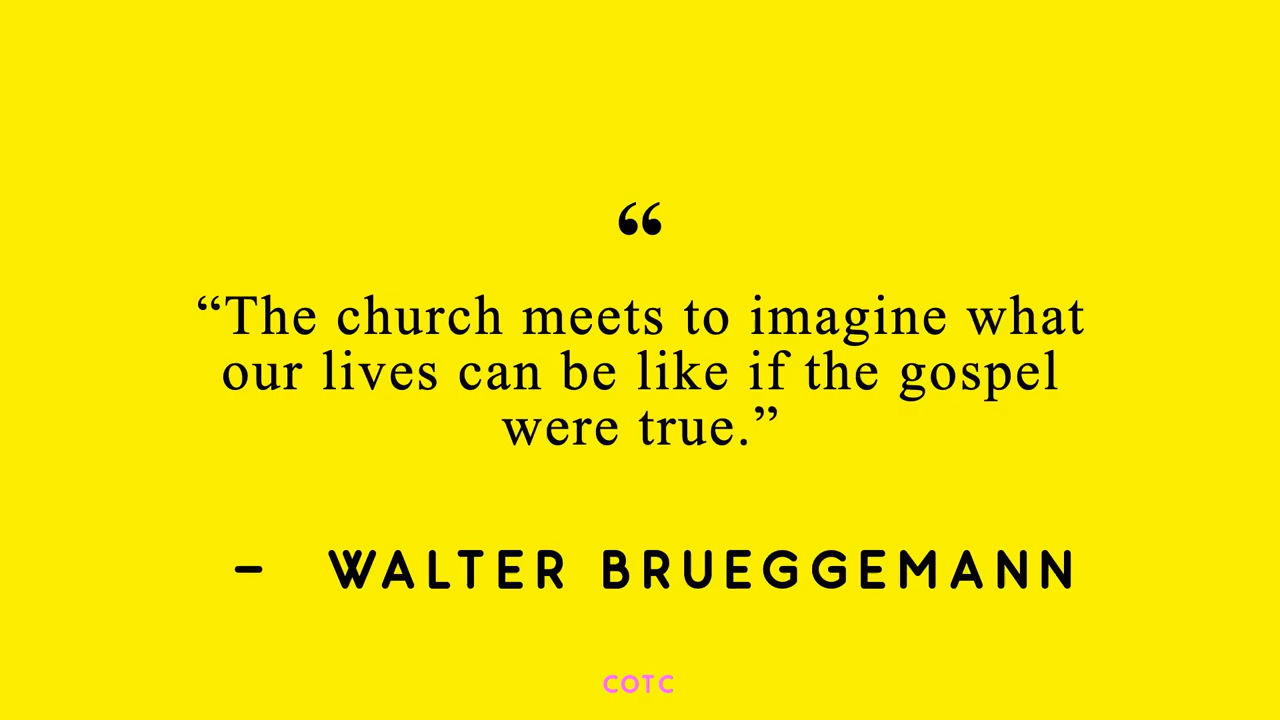 “
“The church meets to imagine what
our lives can be like if the gospel
were true.”
– WALTER BRUEGGEMANN
COTC